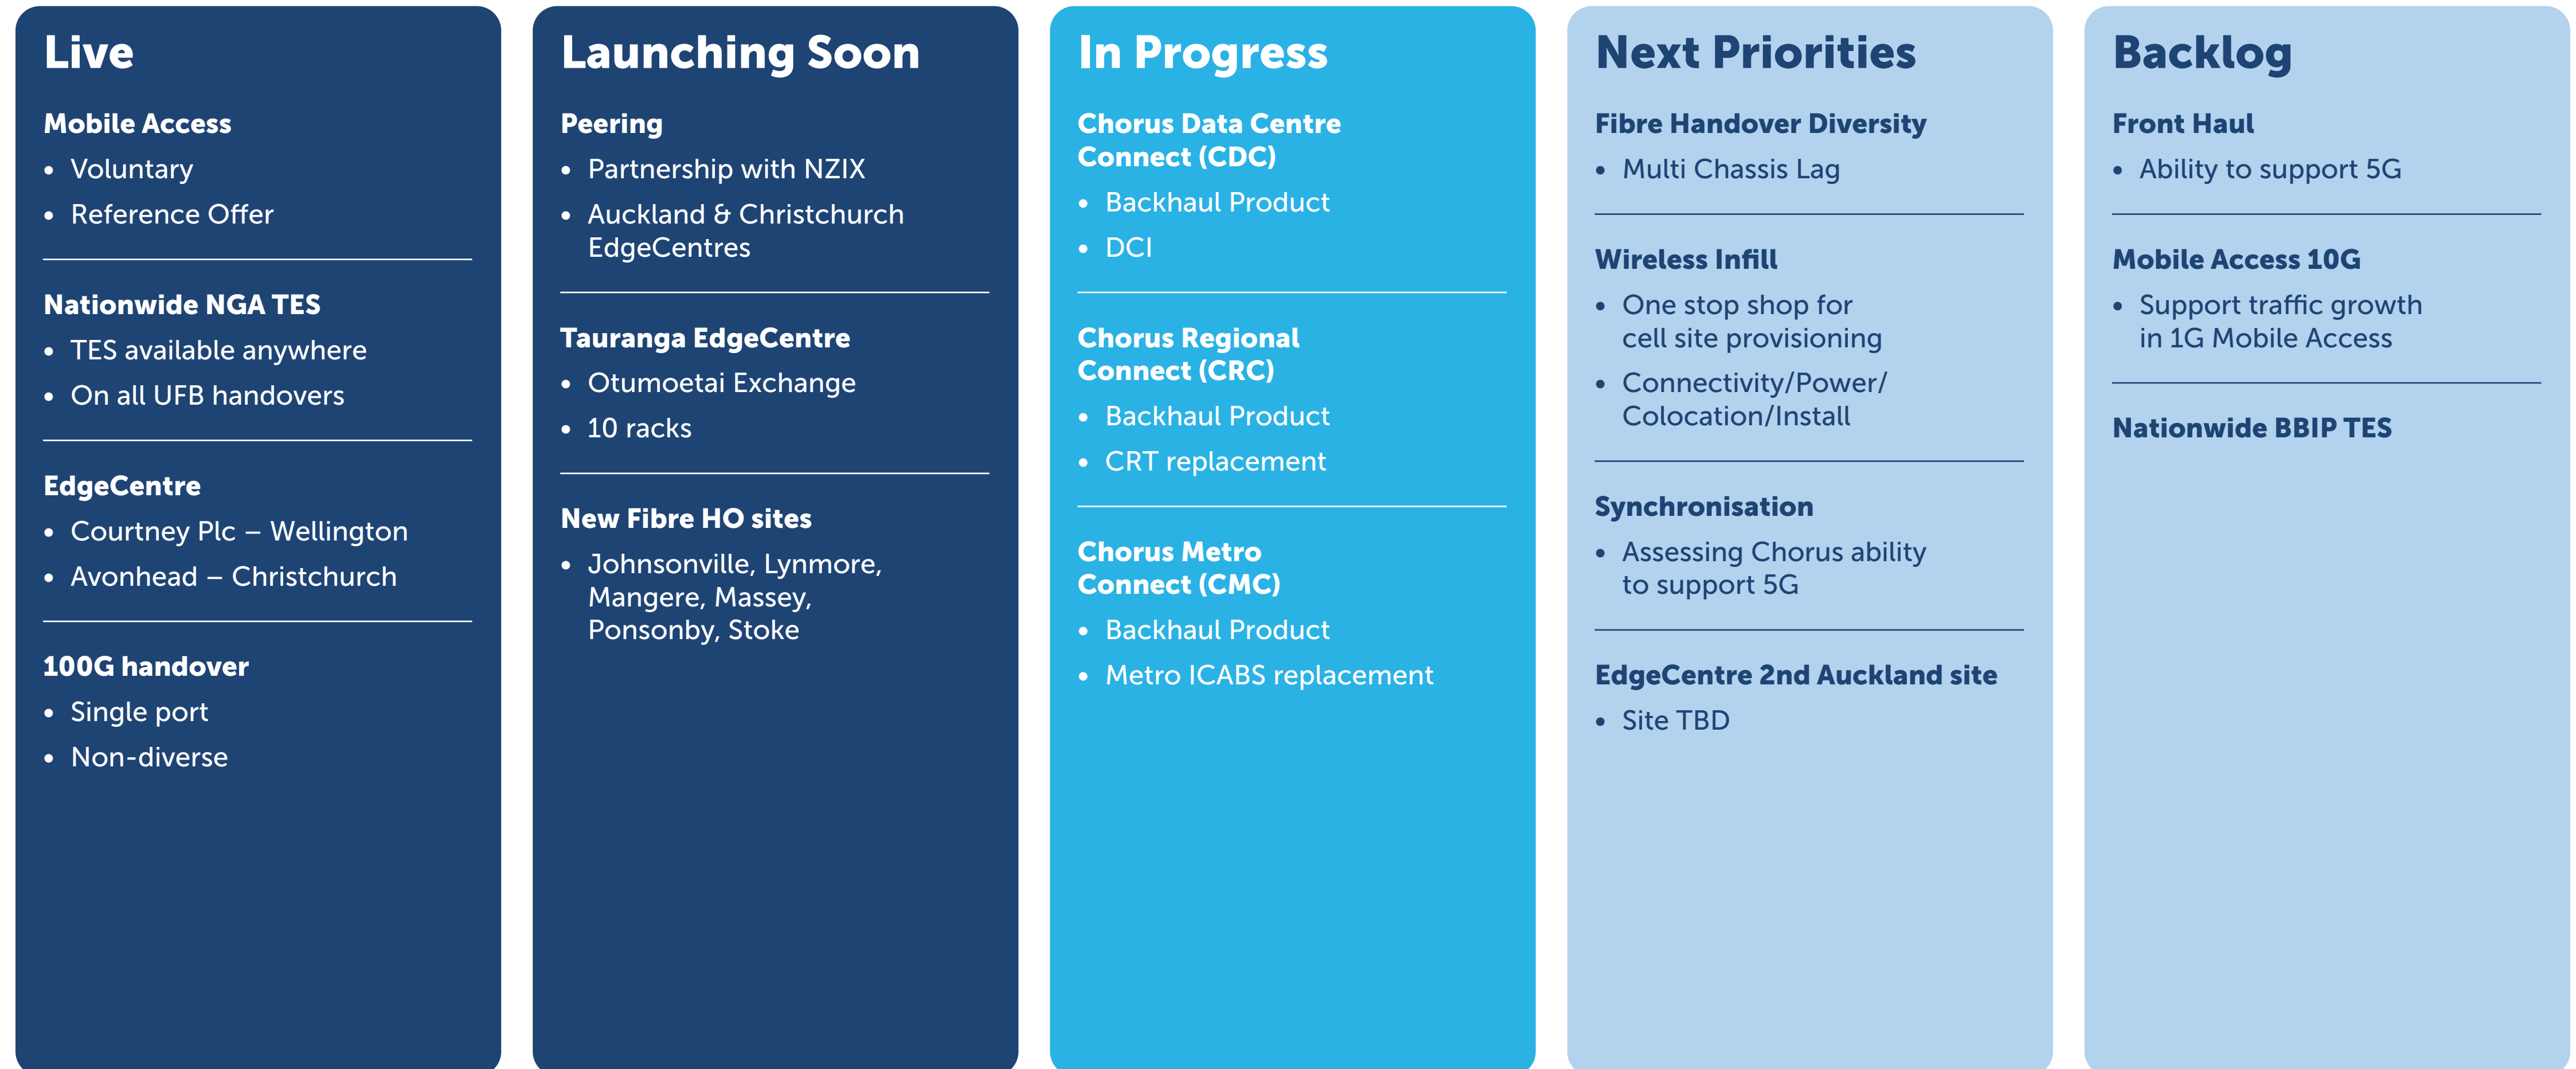 Live
Mobile Access
• Voluntary
• Reference Offer
Nationwide NGA TES
• TES available anywhere
• On all UFB handovers
EdgeCentre
• Courtney Plc – Wellington
• Avonhead – Christchurch
100G handover
• Single port
• Non-diverse
Launching Soon
Peering
• Partnership with NZIX
• Auckland & Christchurch
EdgeCentres
Tauranga EdgeCentre
• Otumoetai Exchange
• 10 racks
New Fibre HO sites
• Johnsonville, Lynmore,
Mangere, Massey,
Ponsonby, Stoke
In Progress
Chorus Data Centre
Connect (CDC)
• Backhaul Product
• DCI
Chorus Regional
Connect (CRC)
• Backhaul Product
• CRT replacement
Chorus Metro
Connect (CMC)
• Backhaul Product
• Metro ICABS replacement
Next Priorities
Fibre Handover Diversity
• Multi Chassis Lag
Wireless Infill
• One stop shop for
cell site provisioning
• Connectivity/Power/
Colocation/Install
Synchronisation
• Assessing Chorus ability
to support 5G
EdgeCentre 2nd Auckland site
• Site TBD
Backlog
Front Haul
• Ability to support 5G
Mobile Access 10G
• Support traffic growth
in 1G Mobile Access
Nationwide BBIP TES